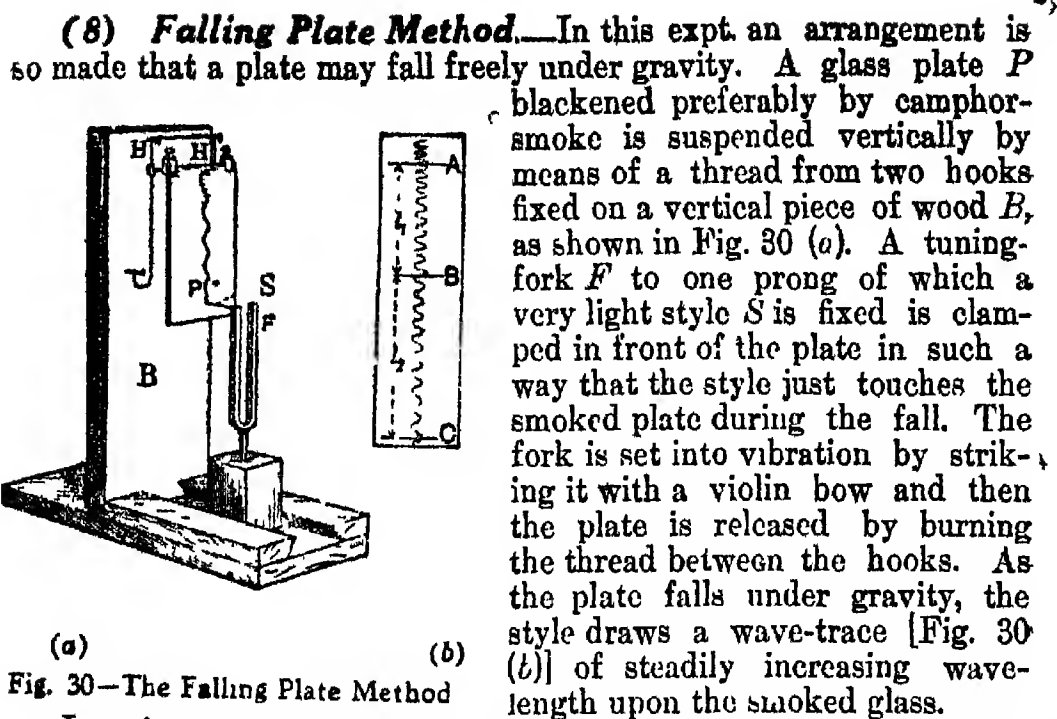 (8) Falling Plate Method.—In this expt. an arrangement is
so made that a plate may fall freely under gravity. A glass plate P
blackened preferably by camphor-
smoke is suspended vertically by
means of a thread from two hooks
fixed on a vertical piece of wood B,
as shown in Fig. 30 (a). A tuning-
fork F to one prong of which a
very light style S is fixed is clam-
ped in front of the plate in such a
way that the style just touches the
smoked plate during the fall. The
fork is set into vibration by strik-
ing it with a violin bow and then
the plate is released by burning
the thread between the hooks. As
the plate falls under gravity, the
style draws a wave-trace [Fig. 30
(b)] of steadily increasing wave-
length upon the smoked glass.
H H
P S
F
B
A
B
C
(a) (b)
Fig. 30—The Falling Plate Method